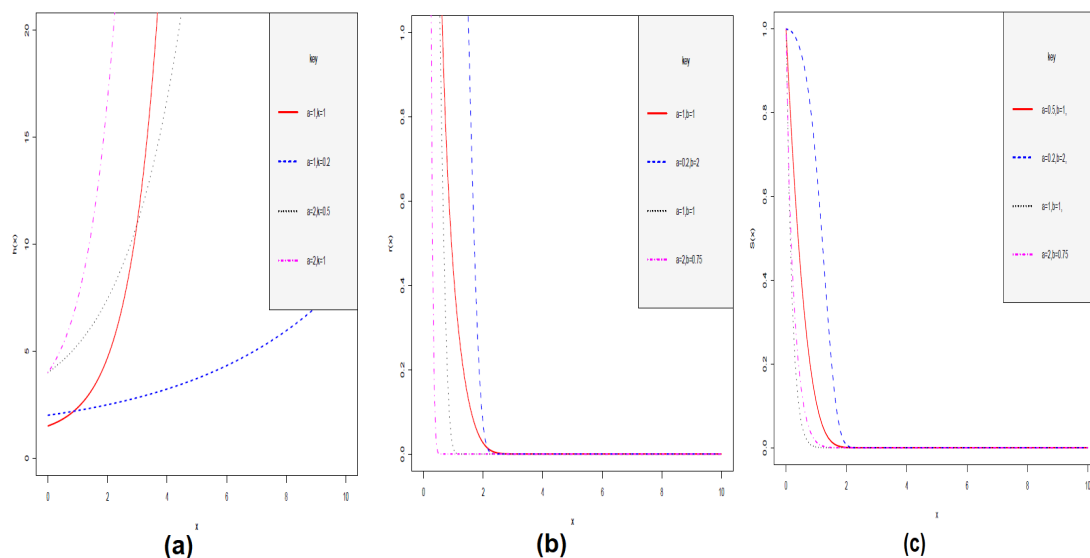 h(x)
0 5 10 15 20
0 2 4 6 8 10
x
key
a=1,k=1
a=1,k=0.2
a=2,k=0.5
a=2,k=1
(a)
r(x)
0.0 0.2 0.4 0.6 0.8 1.0
0 2 4 6 8 10
x
key
a=1,b=1
a=0.2,b=2
a=1,b=1
a=2,b=0.75
(b)
S(x)
0.0 0.2 0.4 0.6 0.8 1.0
0 2 4 6 8 10
x
key
a=0.5,b=1,
a=0.2,b=2,
a=1,b=1,
a=2,b=0.75
(c)